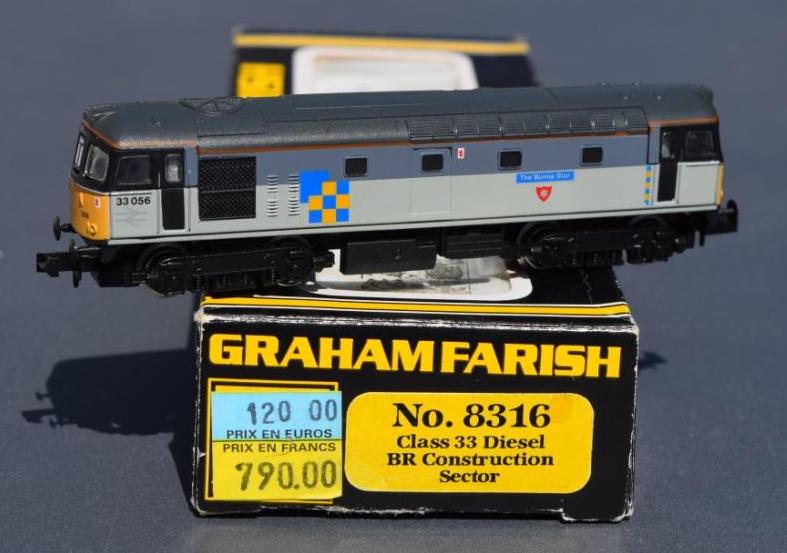 33 056
The Burma Star
GRAHAM FARISH
120 00
PRIX EN EUROS
PRIX EN FRANCS
790.00
No. 8316
Class 33 Diesel
BR Construction
Sector